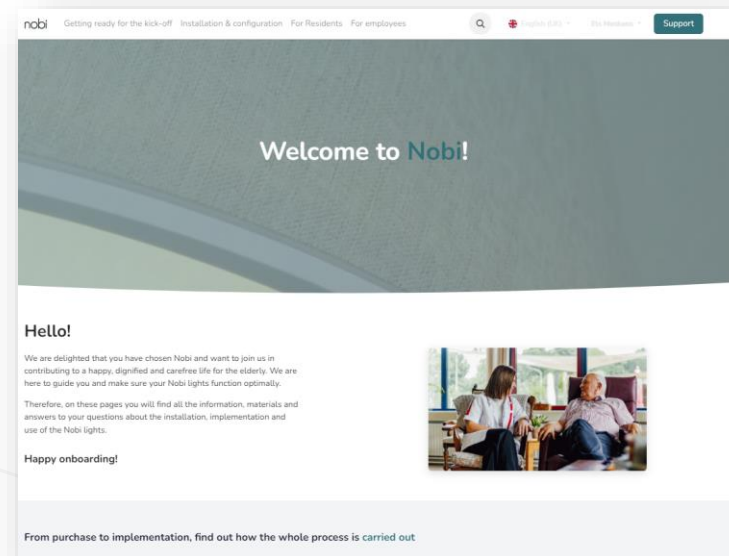 nobi
Getting ready for the kick-off Installation & configuration For Residents For employees
English (UK)
Support
Welcome to Nobi!
Hello!
We are delighted that you have chosen Nobi and want to join us in
contributing to a happy, dignified and carefree life for the elderly. We are
here to guide you and make sure your Nobi lights function optimally.
Therefore, on these pages you will find all the information, materials and
answers to your questions about the installation, implementation and
use of the Nobi lights.
Happy onboarding!
From purchase to implementation, find out how the whole process is carried out